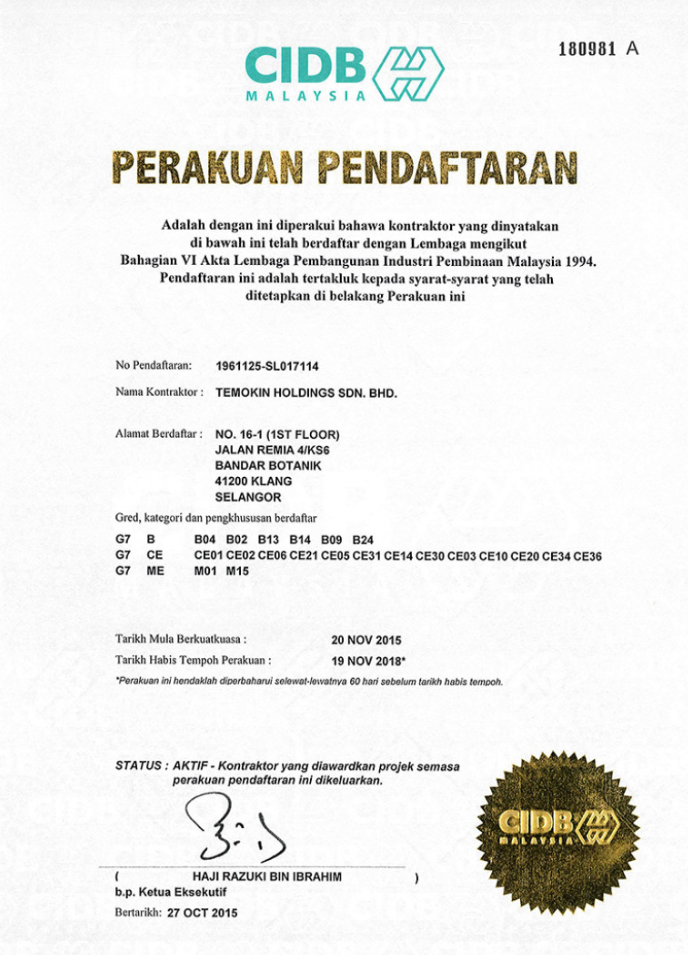 180981 A
CIDB
MALAYSIA
PERAKUAN PENDAFTARAN
Adalah dengan ini diperakui bahawa kontraktor yang dinyatakan
di bawah ini telah berdaftar dengan Lembaga mengikut
Bahagian VI Akta Lembaga Pembangunan Industri Pembinaan Malaysia 1994.
Pendaftaran ini adalah tertakluk kepada syarat-syarat yang telah
ditetapkan di belakang Perakuan ini
No Pendaftaran: 1961125-SL017114
Nama Kontraktor : TEMOKIN HOLDINGS SDN. BHD.
Alamat Berdaftar : NO. 16-1 (1ST FLOOR)
JALAN REMIA 4/KS6
BANDAR BOTANIK
41200 KLANG
SELANGOR
Gred, kategori dan pengkhususan berdaftar
G7 B B04 B02 B13 B14 B09 B24
G7 CE CE01 CE02 CE06 CE21 CE05 CE31 CE14 CE30 CE03 CE10 CE20 CE34 CE36
G7 ME M01 M15
Tarikh Mula Berkuatkuasa : 20 NOV 2015
Tarikh Habis Tempoh Perakuan : 19 NOV 2018*
*Perakuan ini hendaklah diperbaharui selewat-lewatnya 60 hari sebelum tarikh habis tempoh.
STATUS : AKTIF - Kontraktor yang diawardkan projek semasa
perakuan pendaftaran ini dikeluarkan.
CIDB
MALAYSIA
( HAJI RAZUKI BIN IBRAHIM )
b.p. Ketua Eksekutif
Bertarikh: 27 OCT 2015